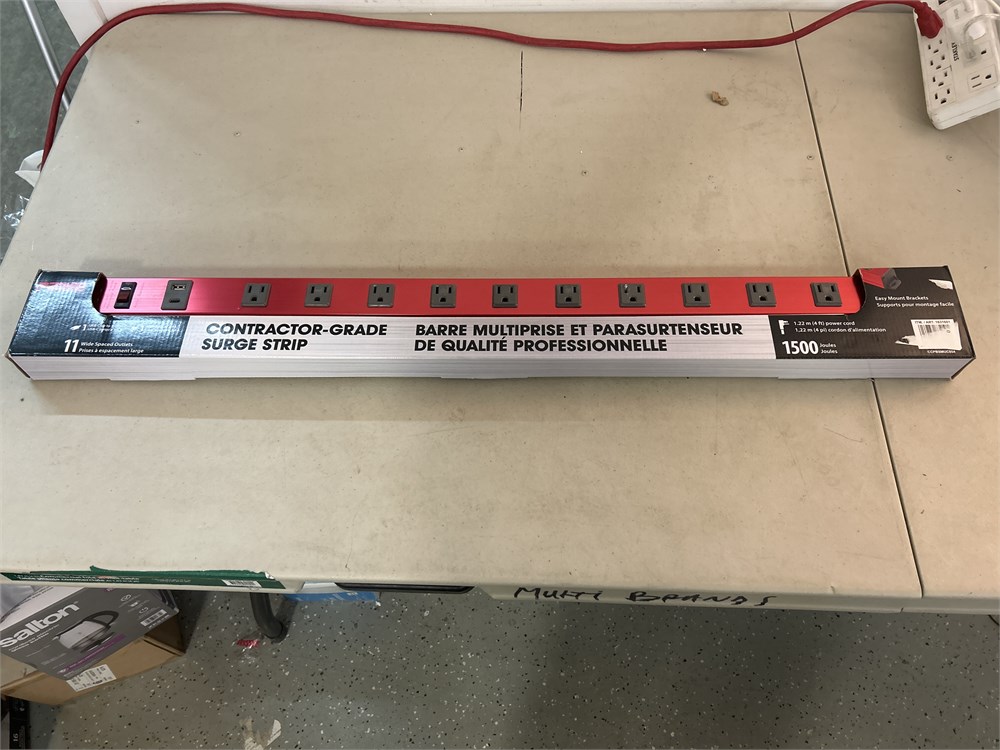 11 Wide Spaced Outlets
Prises à espacement large
CONTRACTOR-GRADE
SURGE STRIP
BARRE MULTIPRISE ET PARASURTENSEUR
DE QUALITÉ PROFESSIONNELLE
Easy Mount Brackets
Supports pour montage facile
1.22 m (4 ft) power cord
1.22 m (4 pi) cordon d'alimentation
1500 Joules
Joules
MULTI BRANDS
salton